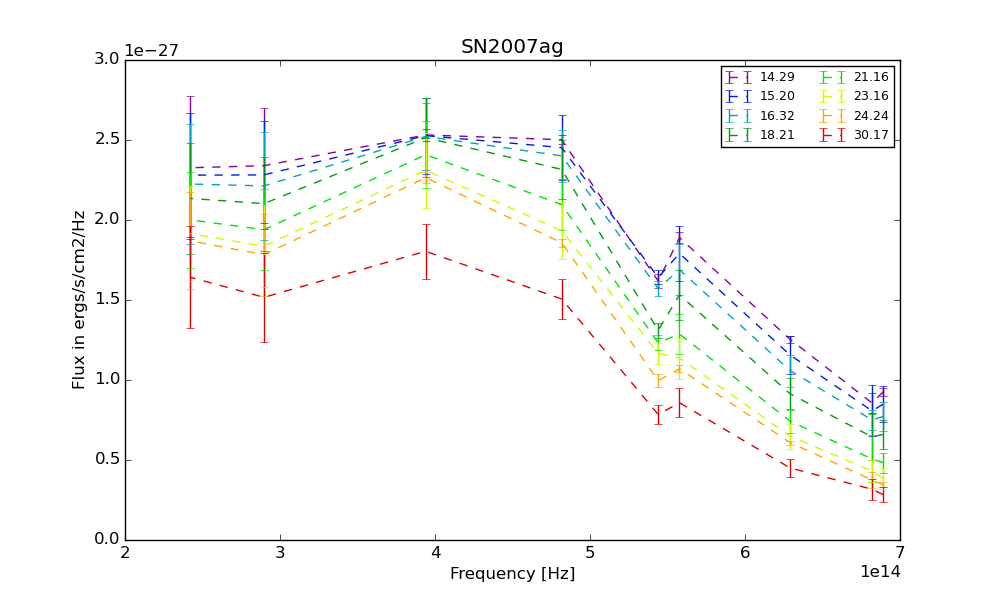 SN2007ag
1e−27
3.0
2.5
2.0
1.5
1.0
0.5
0.0
Flux in ergs/s/cm2/Hz
14.29
15.20
16.32
18.21
21.16
23.16
24.24
30.17
2 3 4 5 6 7
Frequency [Hz]
1e14